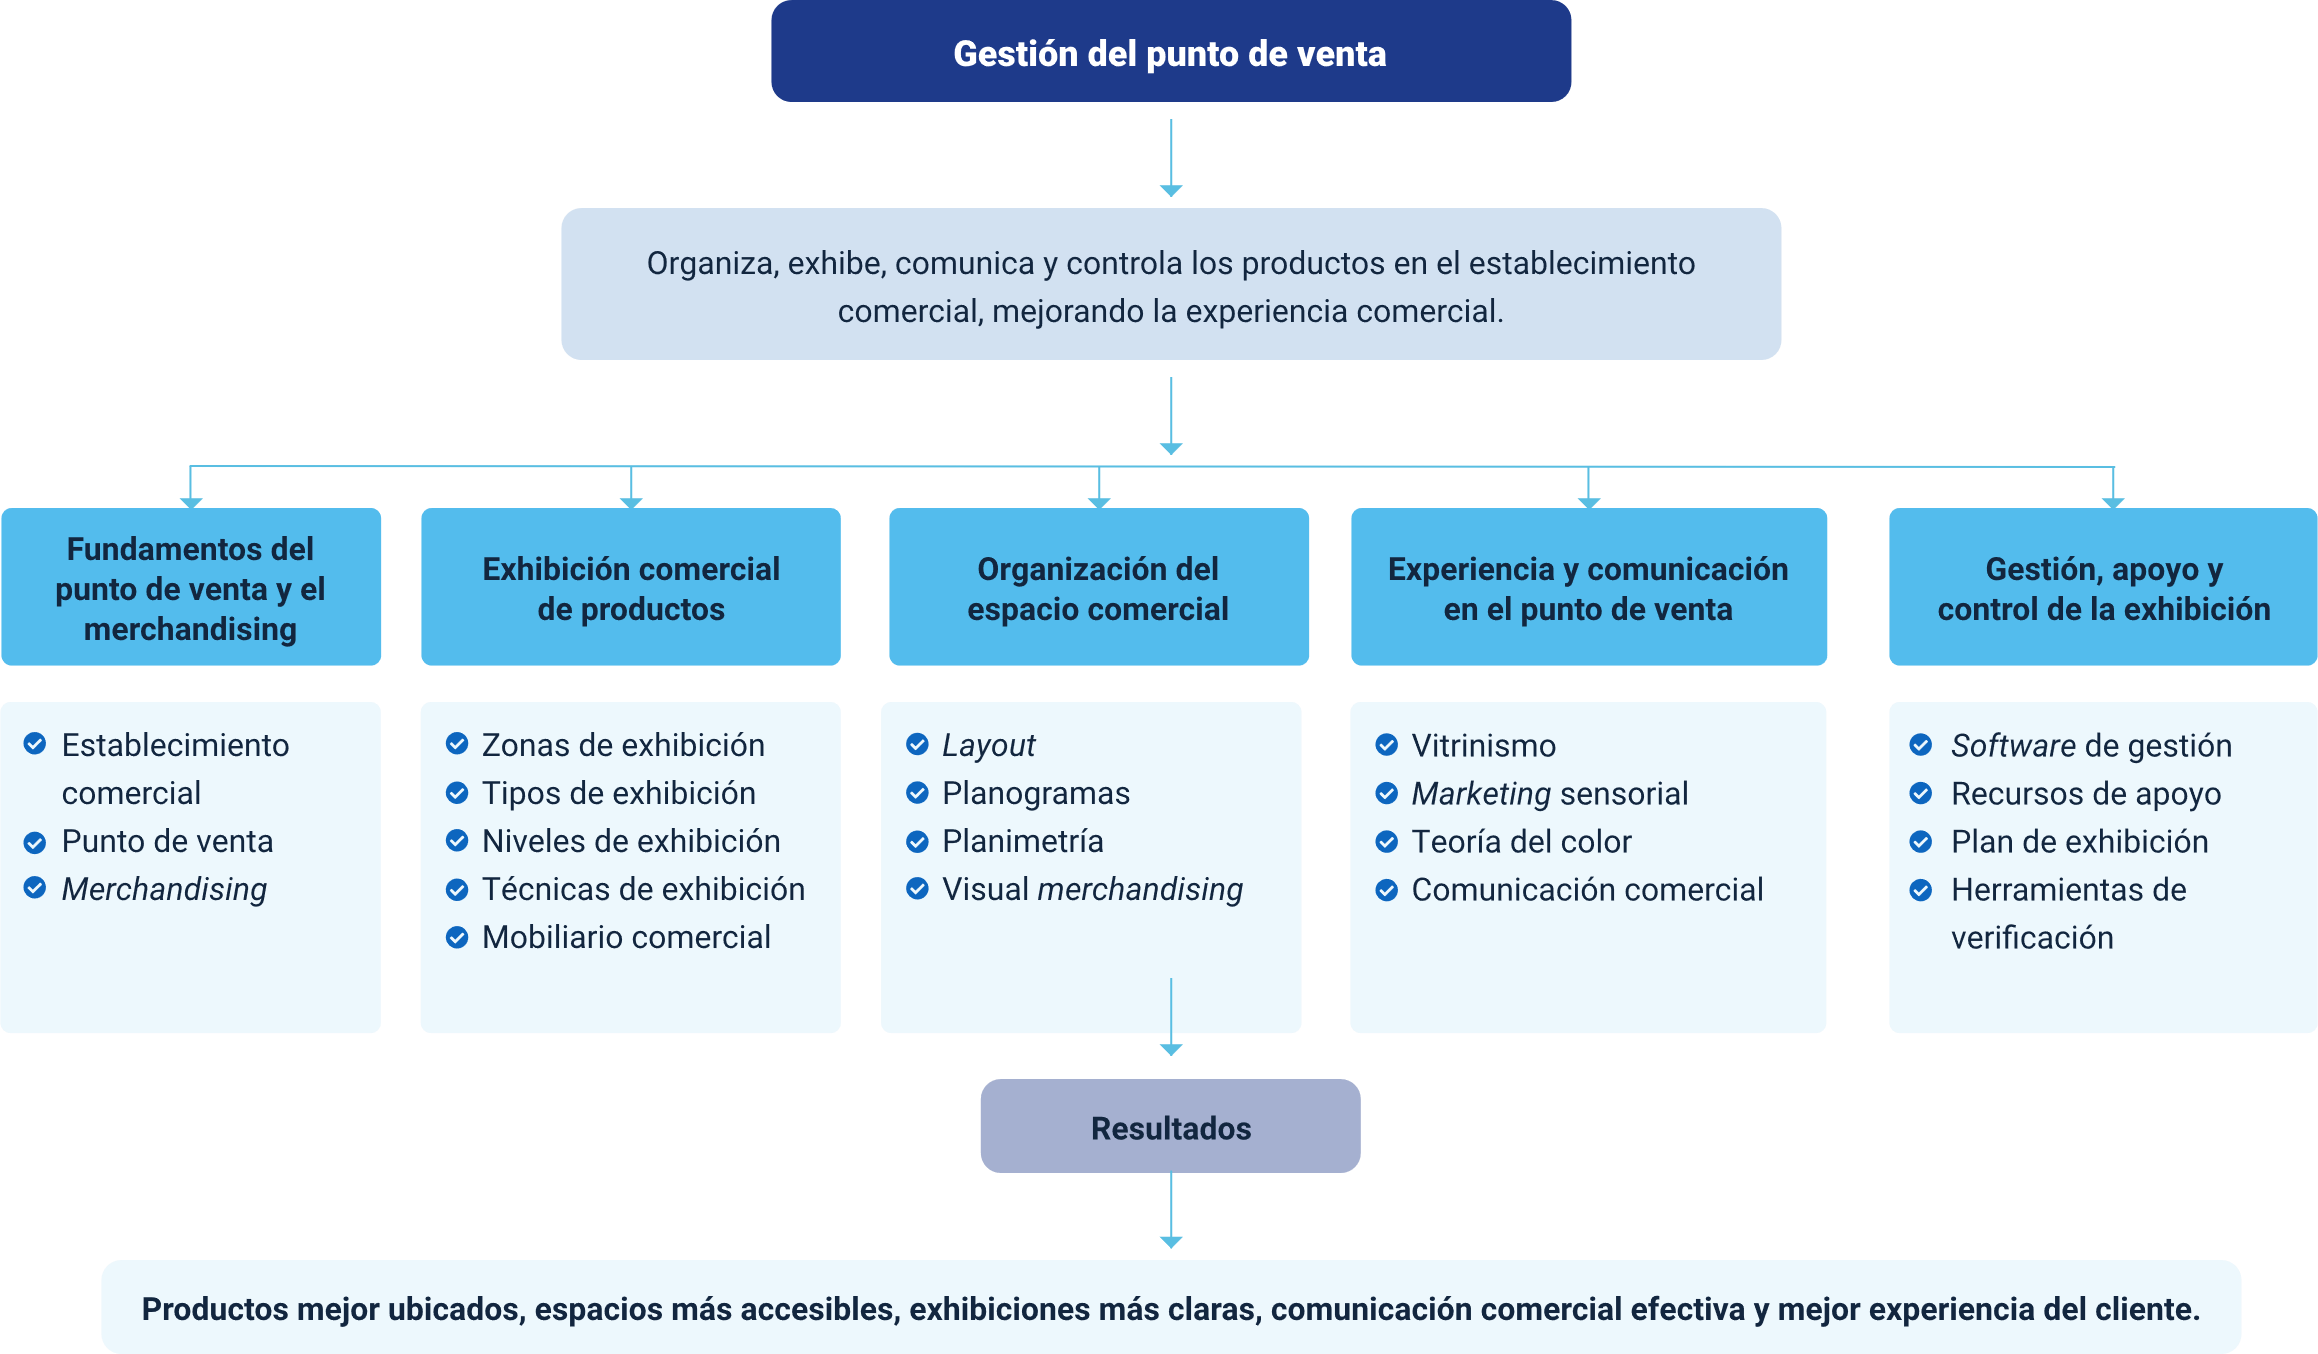 Gestión del punto de venta
Organiza, exhibe, comunica y controla los productos en el establecimiento
comercial, mejorando la experiencia comercial.
Fundamentos del
punto de venta y el
merchandising
Establecimiento
comercial
Punto de venta
Merchandising
Exhibición comercial
de productos
Zonas de exhibición
Tipos de exhibición
Niveles de exhibición
Técnicas de exhibición
Mobiliario comercial
Organización del
espacio comercial
Layout
Planogramas
Planimetría
Visual merchandising
Experiencia y comunicación
en el punto de venta
Vitrinismo
Marketing sensorial
Teoría del color
Comunicación comercial
Gestión, apoyo y
control de la exhibición
Software de gestión
Recursos de apoyo
Plan de exhibición
Herramientas de
verificación
Resultados
Productos mejor ubicados, espacios más accesibles, exhibiciones más claras, comunicación comercial efectiva y mejor experiencia del cliente.